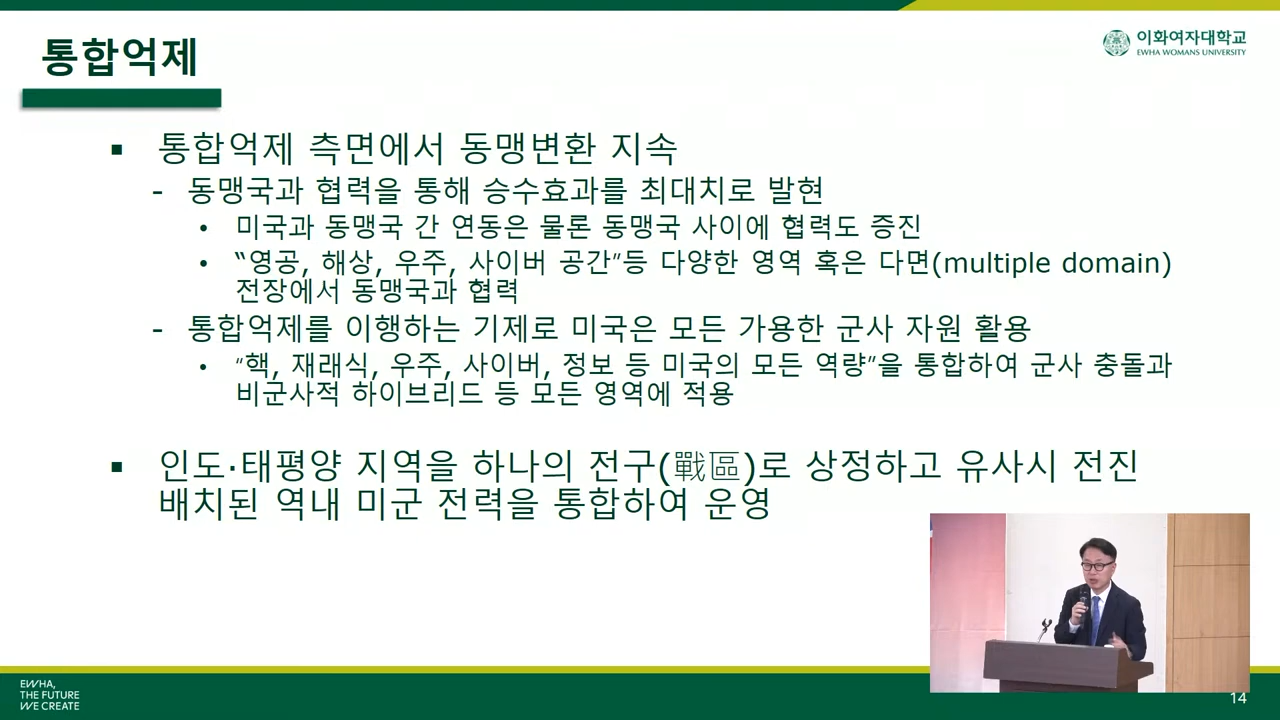 통합억제
이화여자대학교
EWHA WOMANS UNIVERSITY
▪ 통합억제 측면에서 동맹변환 지속
- 동맹국과 협력을 통해 승수효과를 최대치로 발현
• 미국과 동맹국 간 연동은 물론 동맹국 사이에 협력도 증진
• “영공, 해상, 우주, 사이버 공간”등 다양한 영역 혹은 다면(multiple domain)
전장에서 동맹국과 협력
- 통합억제를 이행하는 기제로 미국은 모든 가용한 군사 자원 활용
• ”핵, 재래식, 우주, 사이버, 정보 등 미국의 모든 역량”을 통합하여 군사 충돌과
비군사적 하이브리드 등 모든 영역에 적용
▪ 인도·태평양 지역을 하나의 전구(戰區)로 상정하고 유사시 전진
배치된 역내 미군 전력을 통합하여 운영
EWHA,
THE FUTURE
WE CREATE
14